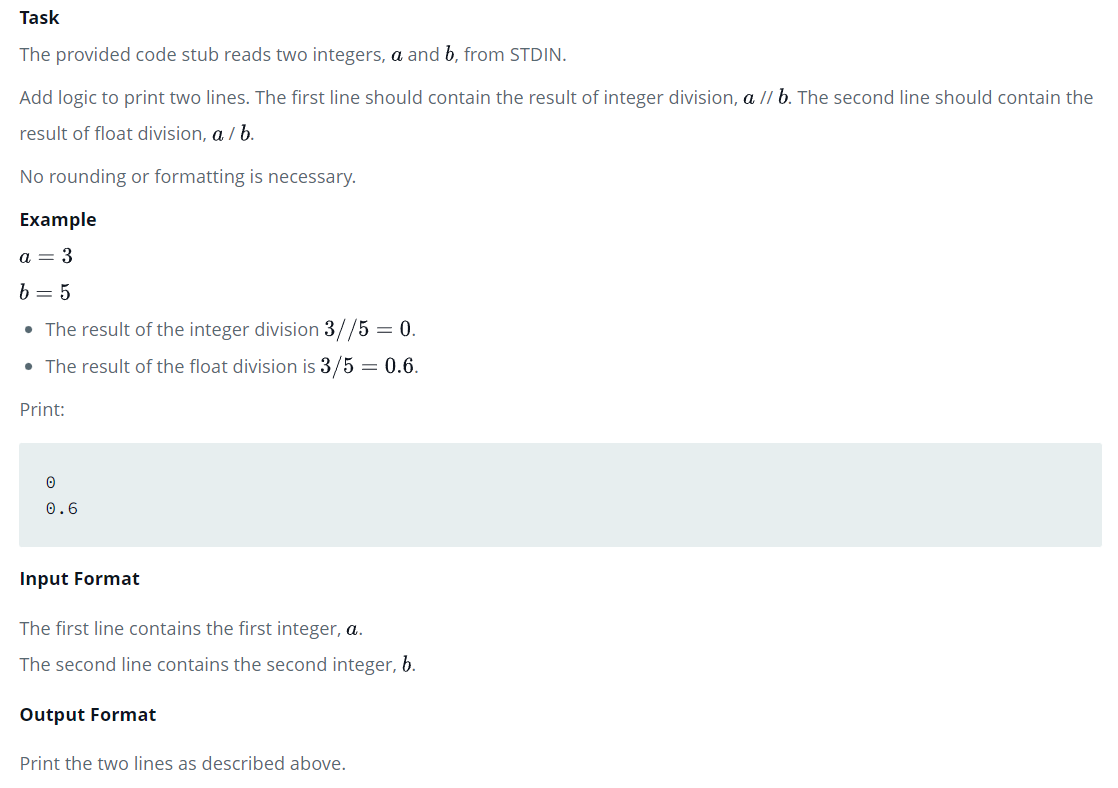 Task
The provided code stub reads two integers, a and b, from STDIN.
Add logic to print two lines. The first line should contain the result of integer division, a // b. The second line should contain the
result of float division, a / b.
No rounding or formatting is necessary.
Example
a = 3
b = 5
• The result of the integer division 3//5 = 0.
• The result of the float division is 3/5 = 0.6.
Print:
0
0.6
Input Format
The first line contains the first integer, a.
The second line contains the second integer, b.
Output Format
Print the two lines as described above.